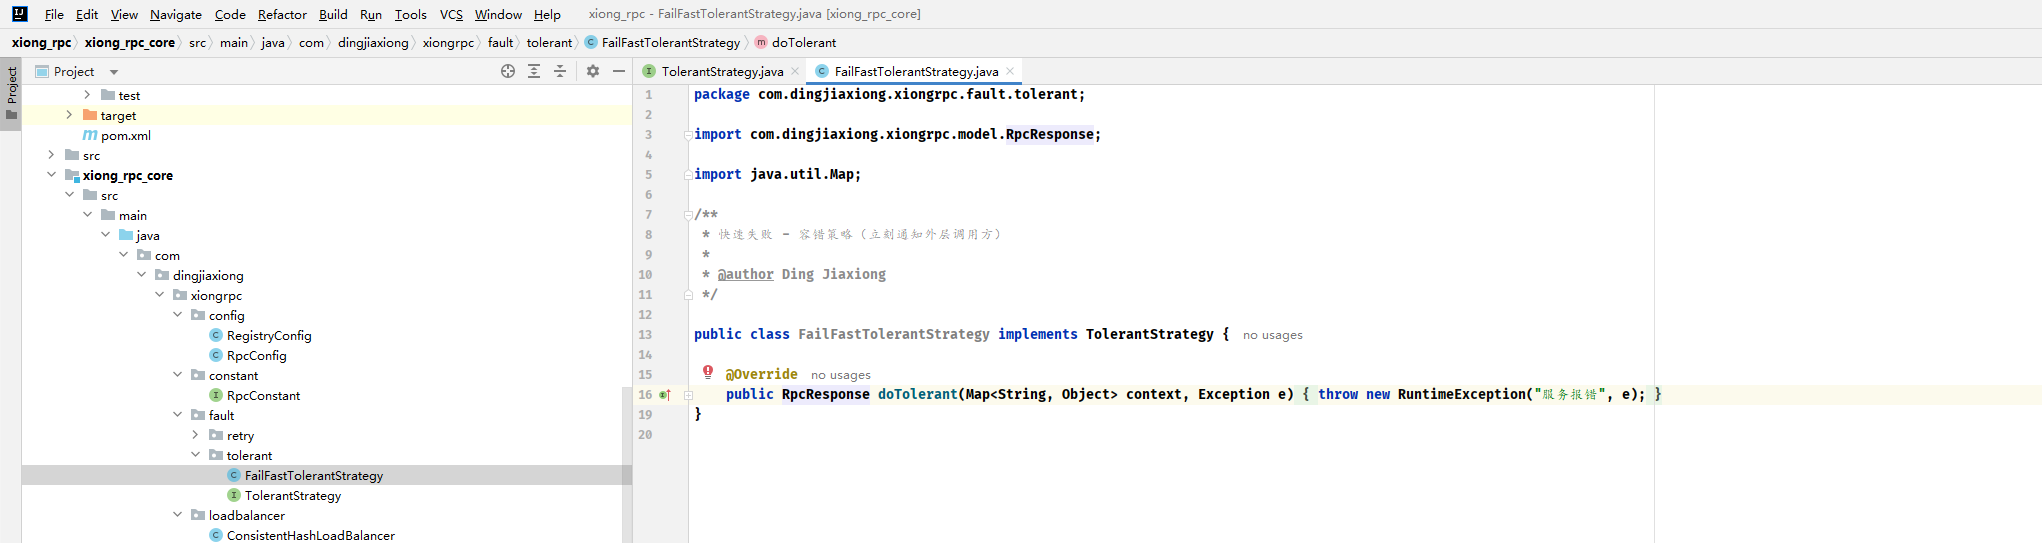 File Edit View Navigate Code Refactor Build Run Tools VCS Window Help xiong_rpc - FailFastTolerantStrategy.java [xiong_rpc_core]
xiong_rpc xiong_rpc_core src main java com dingjiaxiong xiongrpc fault tolerant FailFastTolerantStrategy doTolerant
Project
Project
TolerantStrategy.java FailFastTolerantStrategy.java
test
target
pom.xml
src
xiong_rpc_core
src
main
java
com
dingjiaxiong
xiongrpc
config
RegistryConfig
RpcConfig
constant
RpcConstant
fault
retry
tolerant
FailFastTolerantStrategy
TolerantStrategy
loadbalancer
ConsistentHashLoadBalancer
1 package com.dingjiaxiong.xiongrpc.fault.tolerant;
2
3 import com.dingjiaxiong.xiongrpc.model.RpcResponse;
4
5 import java.util.Map;
6
7 /**
8 * 快速失败 - 容错策略（立刻通知外层调用方）
9 *
10 * @author Ding Jiaxiong
11 */
12
13 public class FailFastTolerantStrategy implements TolerantStrategy { no usages
14
15 @Override no usages
16 public RpcResponse doTolerant(Map<String, Object> context, Exception e) { throw new RuntimeException("服务报错", e); }
19 }
20